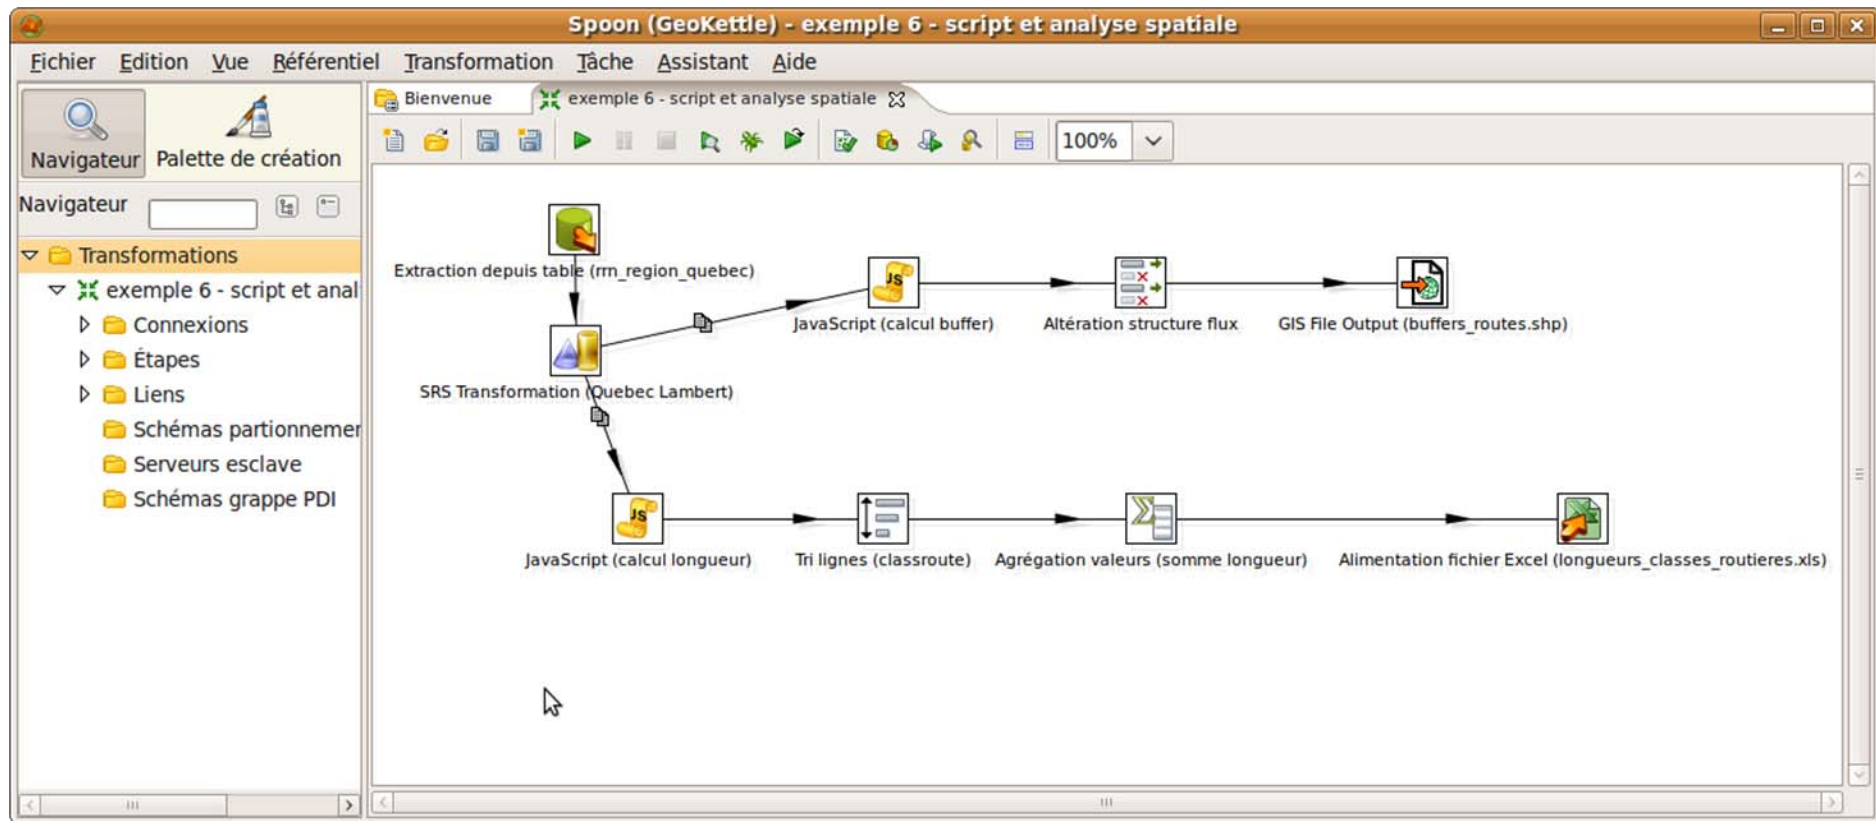 Spoon (GeoKettle) - exemple 6 - script et analyse spatiale
Fichier Edition Vue Référentiel Transformation Tâche Assistant Aide
Navigateur
Palette de création
Navigateur
Transformations
exemple 6 - script et anal
Connexions
Étapes
Liens
Schémas partionnemer
Serveurs esclave
Schémas grappe PDI
Bienvenue
exemple 6 - script et analyse spatiale
100%
Extraction depuis table (rrn_region_quebec)
JS
JavaScript (calcul buffer)
Altération structure flux
GIS File Output (buffers_routes.shp)
SRS Transformation (Quebec Lambert)
JS
JavaScript (calcul longueur)
Tri lignes (classroute)
Agrégation valeurs (somme longueur)
Alimentation fichier Excel (longueurs_classes_routieres.xls)